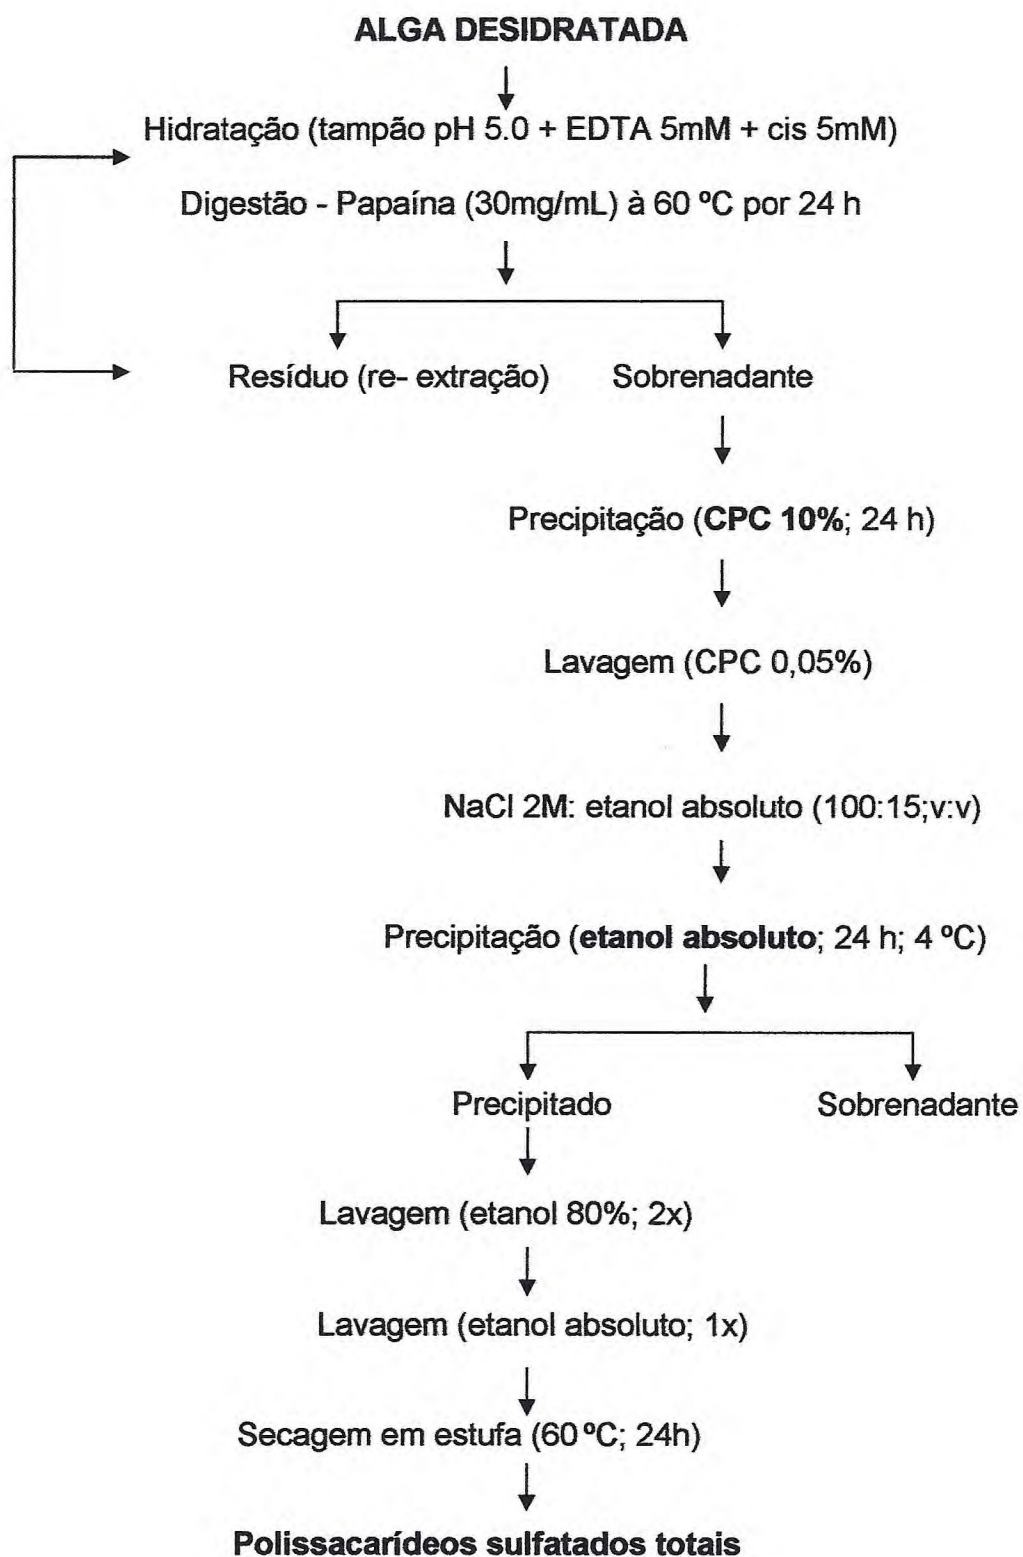 ALGA DESIDRATADA
Hidratação (tampão pH 5.0 + EDTA 5mM + cis 5mM)
Digestão - Papaína (30mg/mL) à 60 ºC por 24 h
Resíduo (re- extração) Sobrenadante
Precipitação (CPC 10%; 24 h)
Lavagem (CPC 0,05%)
NaCl 2M: etanol absoluto (100:15;v:v)
Precipitação (etanol absoluto; 24 h; 4 ºC)
Precipitado Sobrenadante
Lavagem (etanol 80%; 2x)
Lavagem (etanol absoluto; 1x)
Secagem em estufa (60 ºC; 24h)
Polissacarídeos sulfatados totais